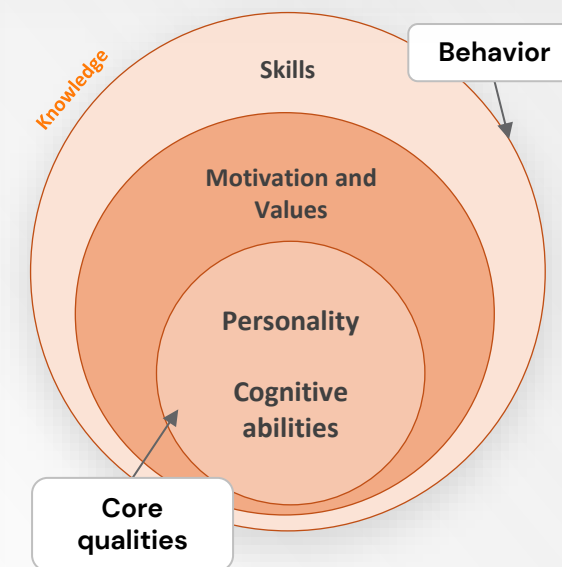 Knowledge
Skills
Behavior
Motivation and
Values
Personality
Cognitive
abilities
Core
qualities